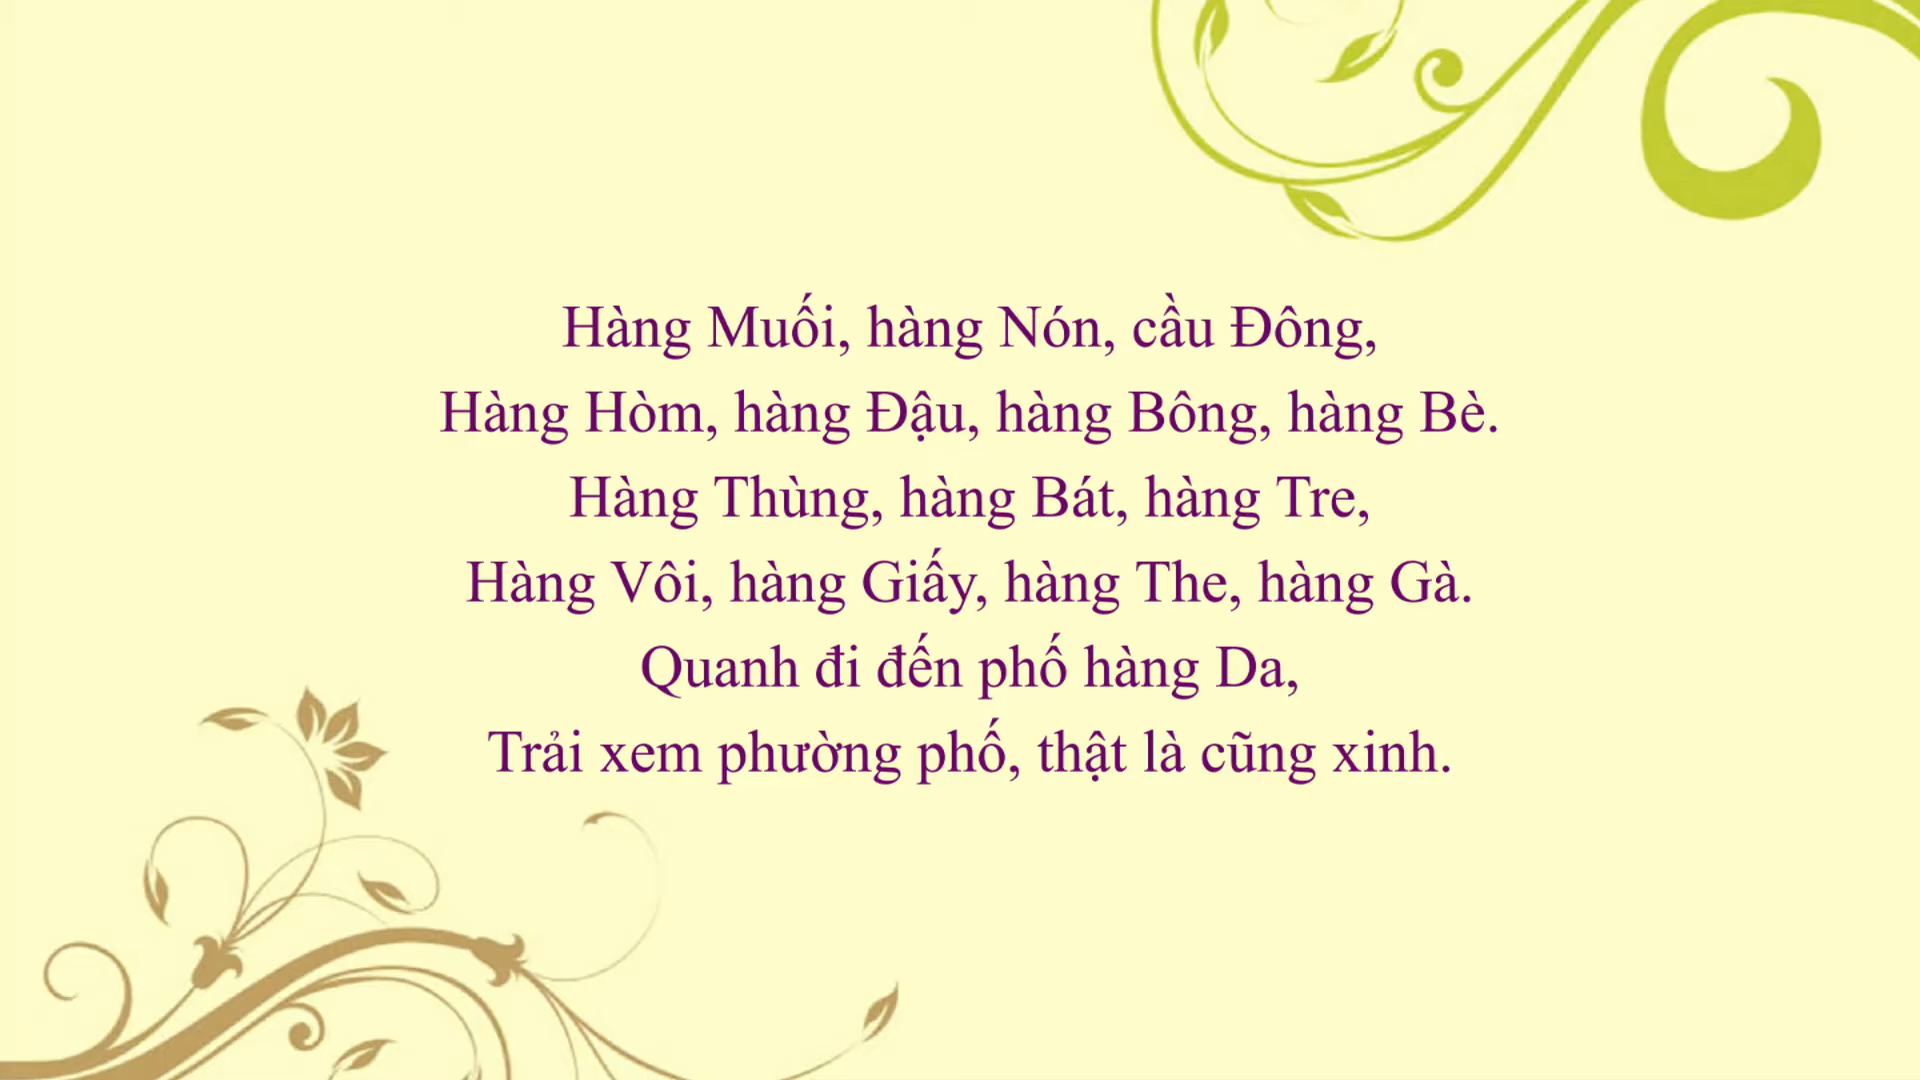 Hàng Muối, hàng Nón, cầu Đông,
Hàng Hòm, hàng Đậu, hàng Bông, hàng Bè.
Hàng Thùng, hàng Bát, hàng Tre,
Hàng Vôi, hàng Giấy, hàng The, hàng Gà.
Quanh đi đến phố hàng Da,
Trải xem phường phố, thật là cũng xinh.